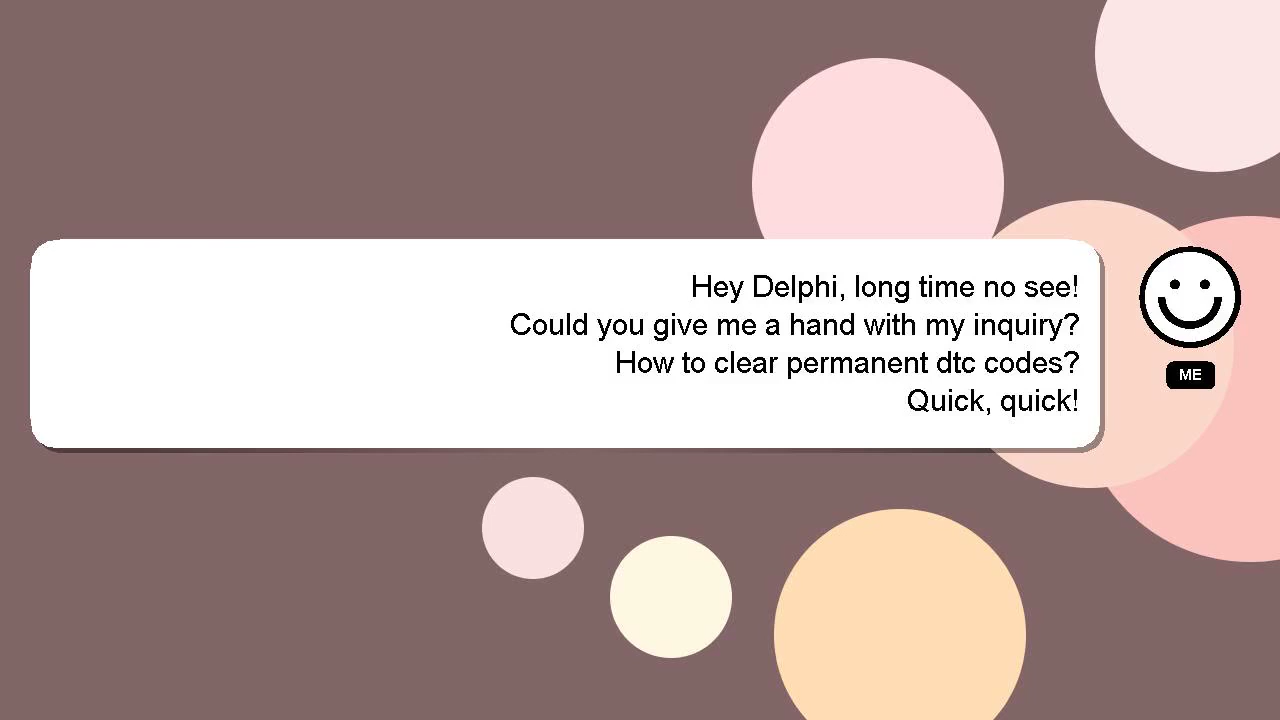 Hey Delphi, long time no see!
Could you give me a hand with my inquiry?
How to clear permanent dtc codes?
Quick, quick!
ME